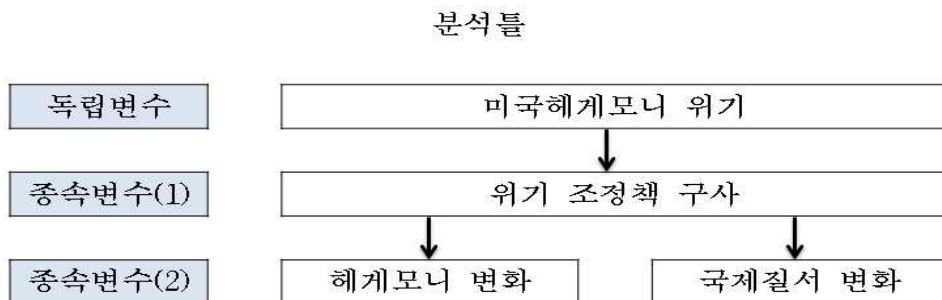 분석틀
독립변수 미국헤게모니 위기
종속변수(1) 위기 조정책 구사
종속변수(2) 헤게모니 변화 국제질서 변화